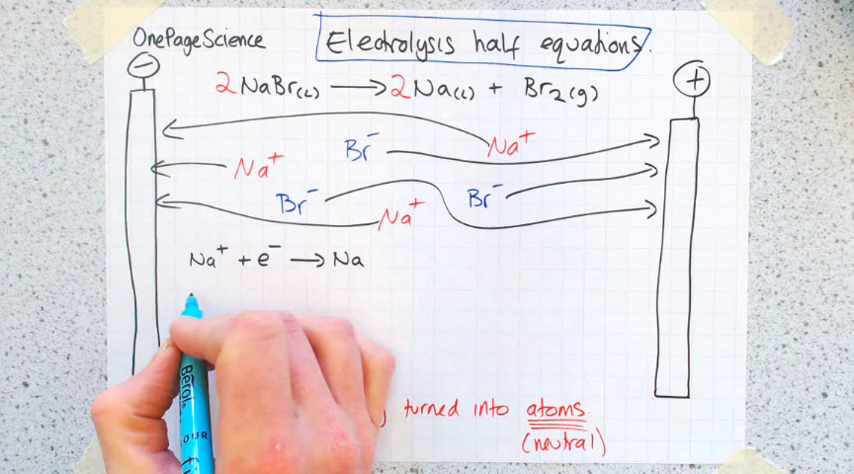 OnePageScience
Electrolysis half equations.
2NaBr(L) → 2Na(L) + Br₂(g)
−
+
Na⁺
Br⁻
Na⁺
Br⁻
Br⁻
Na⁺
Na⁺ + e⁻ → Na
turned into atoms
(neutral)
Berol
OUR